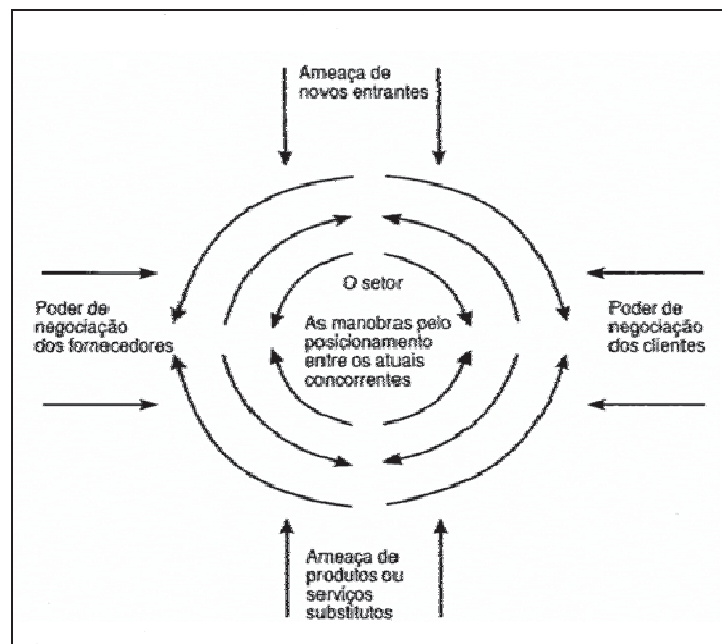 Ameaça de
novos entrantes
O setor
As manobras pelo
posicionamento
entre os atuais
concorrentes
Poder de
negociação
dos fornecedores
Poder de
negociação
dos clientes
Ameaça de
produtos ou
serviços
substitutos